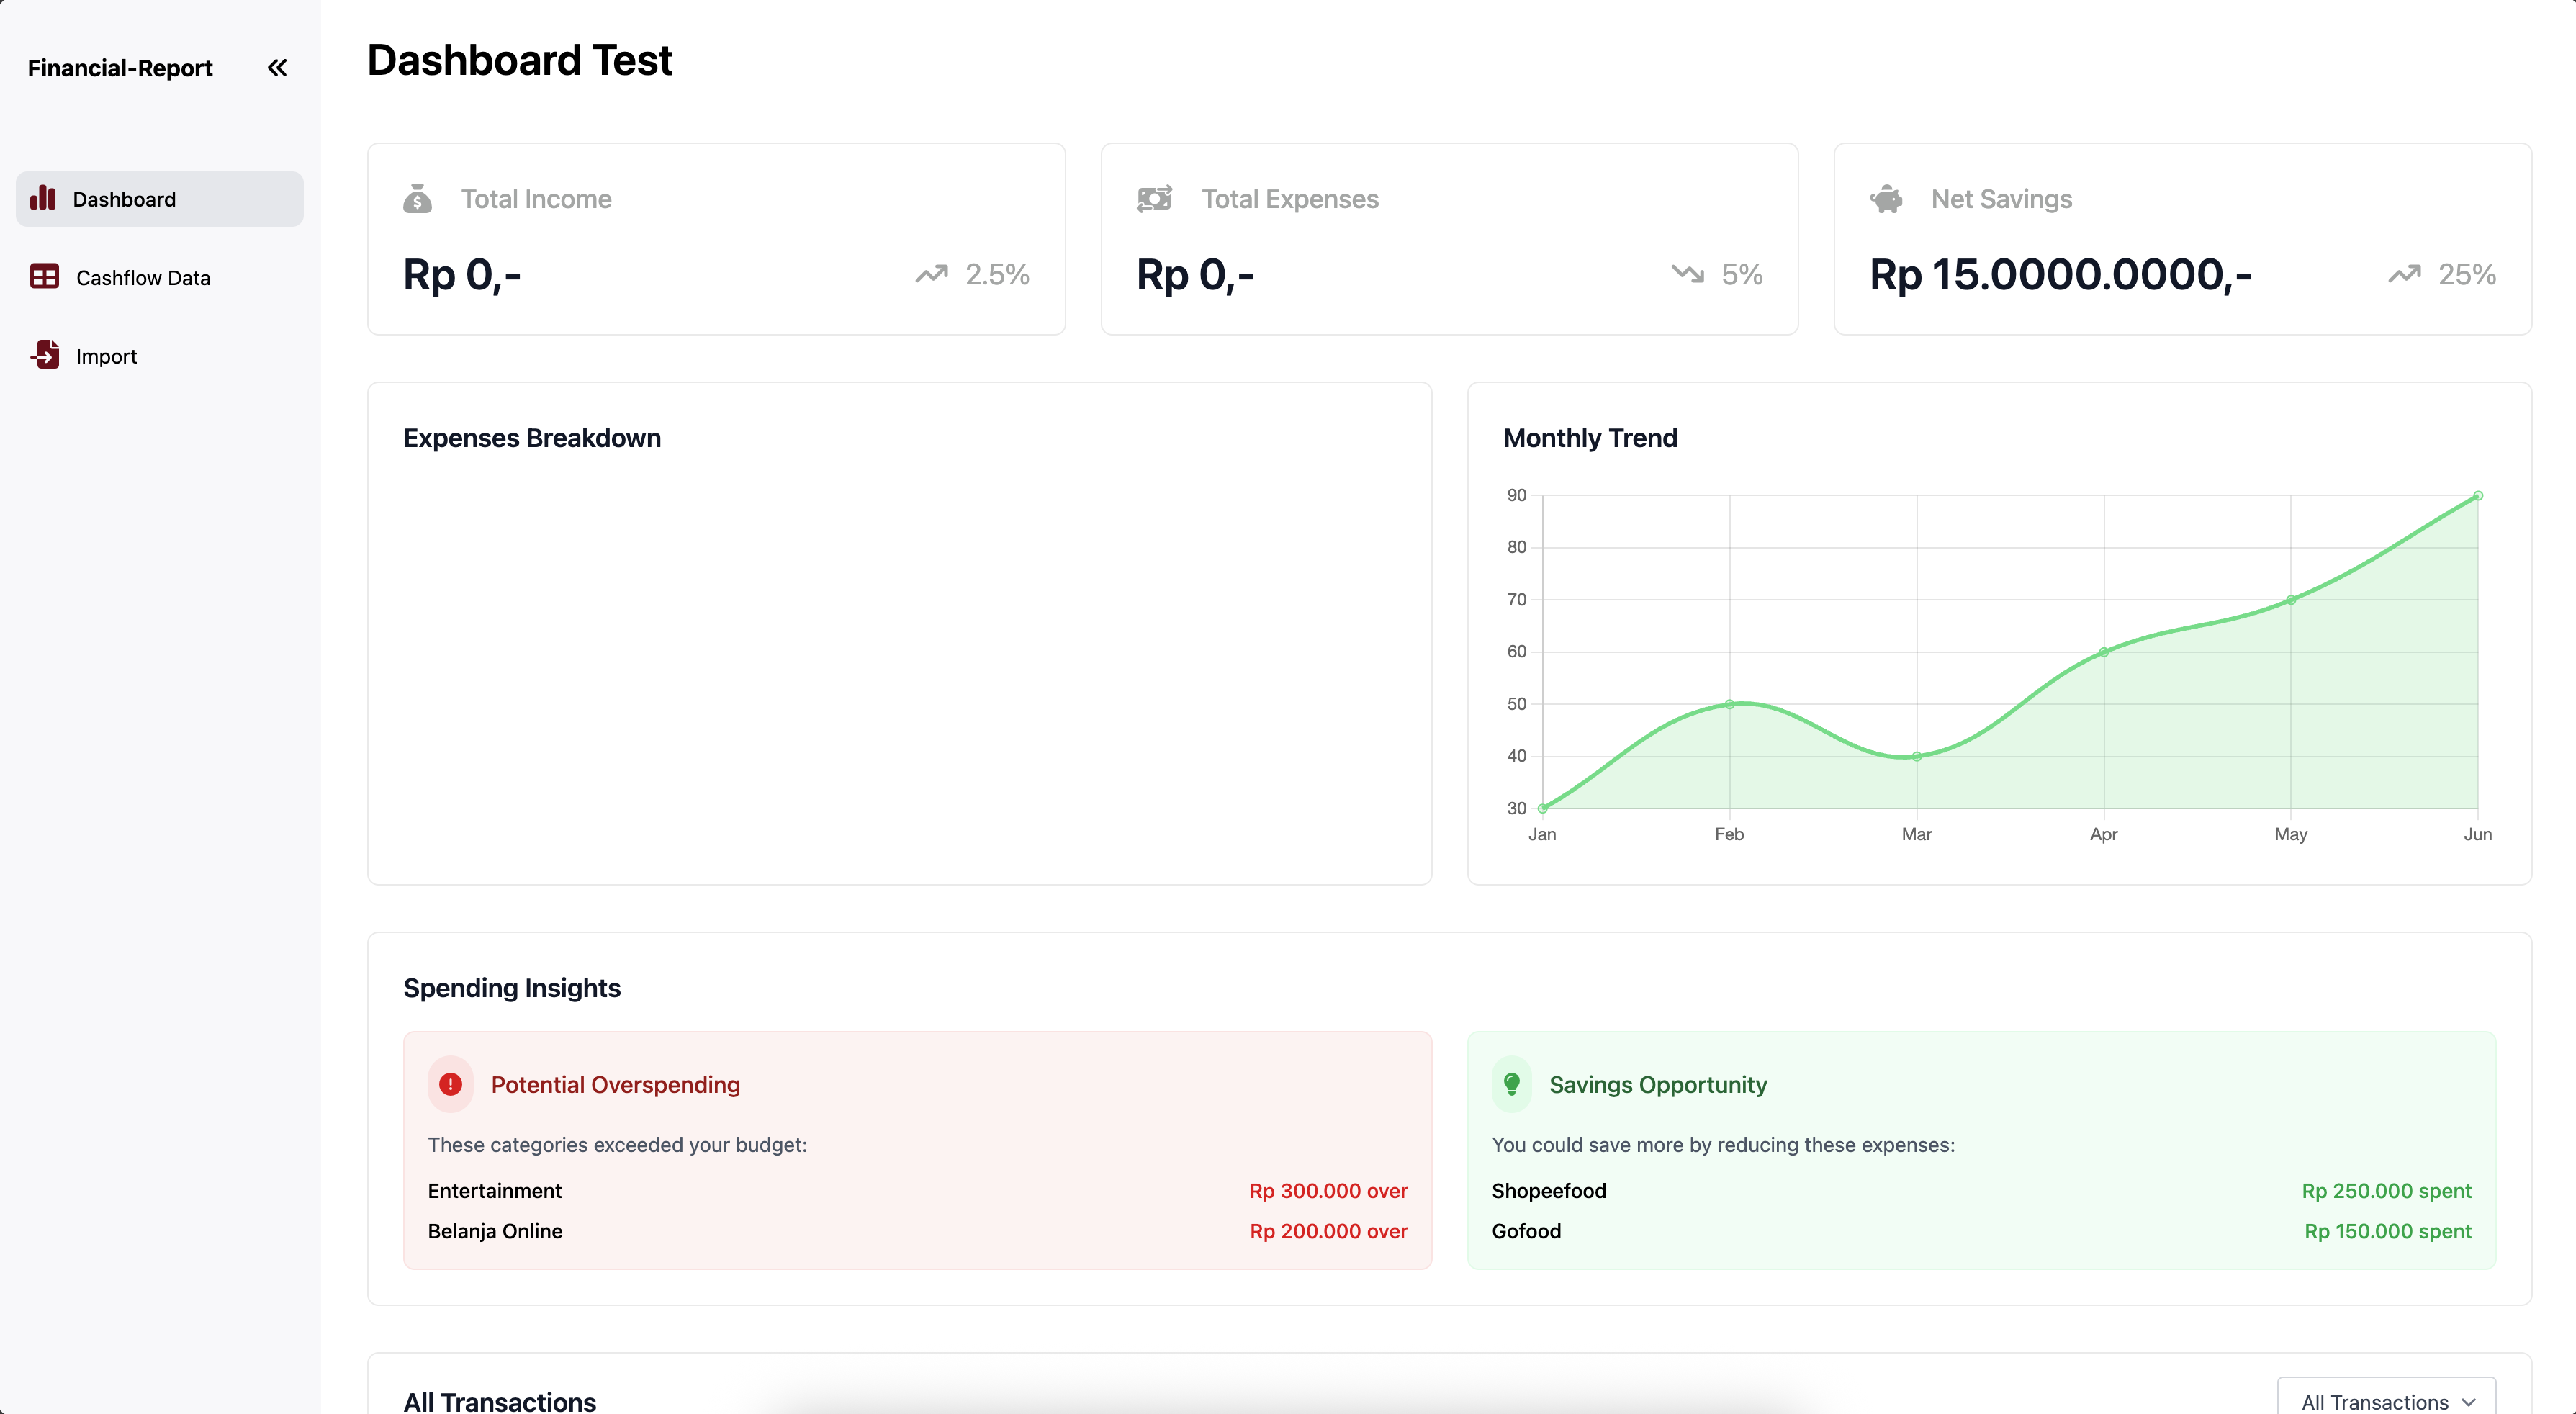 Financial-Report
Dashboard
Cashflow Data
Import
Dashboard Test
Total Income
Rp 0,-
2.5%
Total Expenses
Rp 0,-
5%
Net Savings
Rp 15.0000.0000,-
25%
Expenses Breakdown
Monthly Trend
90
80
70
60
50
40
30
Jan Feb Mar Apr May Jun
Spending Insights
Potential Overspending
These categories exceeded your budget:
Entertainment Rp 300.000 over
Belanja Online Rp 200.000 over
Savings Opportunity
You could save more by reducing these expenses:
Shopeefood Rp 250.000 spent
Gofood Rp 150.000 spent
All Transactions
All Transactions